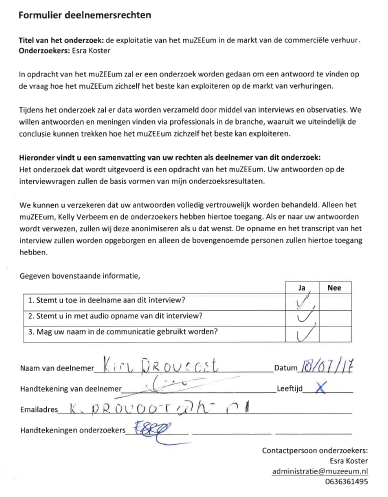 Formulier deelnemersrechten
Titel van het onderzoek: de exploitatie van het muZEEum in de markt van de commerciële verhuur.
Onderzoekers: Esra Koster
In opdracht van het muZEEum zal er een onderzoek worden gedaan om een antwoord te vinden op
de vraag hoe het muZEEum zichzelf het beste kan exploiteren op de markt van verhuringen.
Tijdens het onderzoek zal er data worden verzameld door middel van interviews en observaties. We
willen antwoorden en meningen vinden via professionals in de branche, waaruit we uiteindelijk de
conclusie kunnen trekken hoe het muZEEum zichzelf het beste kan exploiteren.
Hieronder vindt u een samenvatting van uw rechten als deelnemer van dit onderzoek:
Het onderzoek dat wordt uitgevoerd is een opdracht van het muZEEum. Uw antwoorden op de
interviewvragen zullen de basis vormen van mijn onderzoeksresultaten.
We kunnen u verzekeren dat uw antwoorden volledig vertrouwelijk worden behandeld. Alleen het
muZEEum, Kelly Verbeem en de onderzoekers hebben hiertoe toegang. Als er naar uw antwoorden
wordt verwezen, zullen wij deze anonimiseren als u dat wenst. De opname en het transcript van het
interview zullen worden opgeborgen en alleen de bovengenoemde personen zullen hiertoe toegang
hebben.
Gegeven bovenstaande informatie,
Ja Nee
1. Stemt u toe in deelname aan dit interview? ✓
2. Stemt u in met audio opname van dit interview? ✓
3. Mag uw naam in de communicatie gebruikt worden? ✓
Naam van deelnemer Kim Provoost Datum 18/07/17
Handtekening van deelnemer Leeftijd X
Emailadres
Handtekeningen onderzoekers
Contactpersoon onderzoekers:
Esra Koster
administratie@muzeeum.nl
0636361495